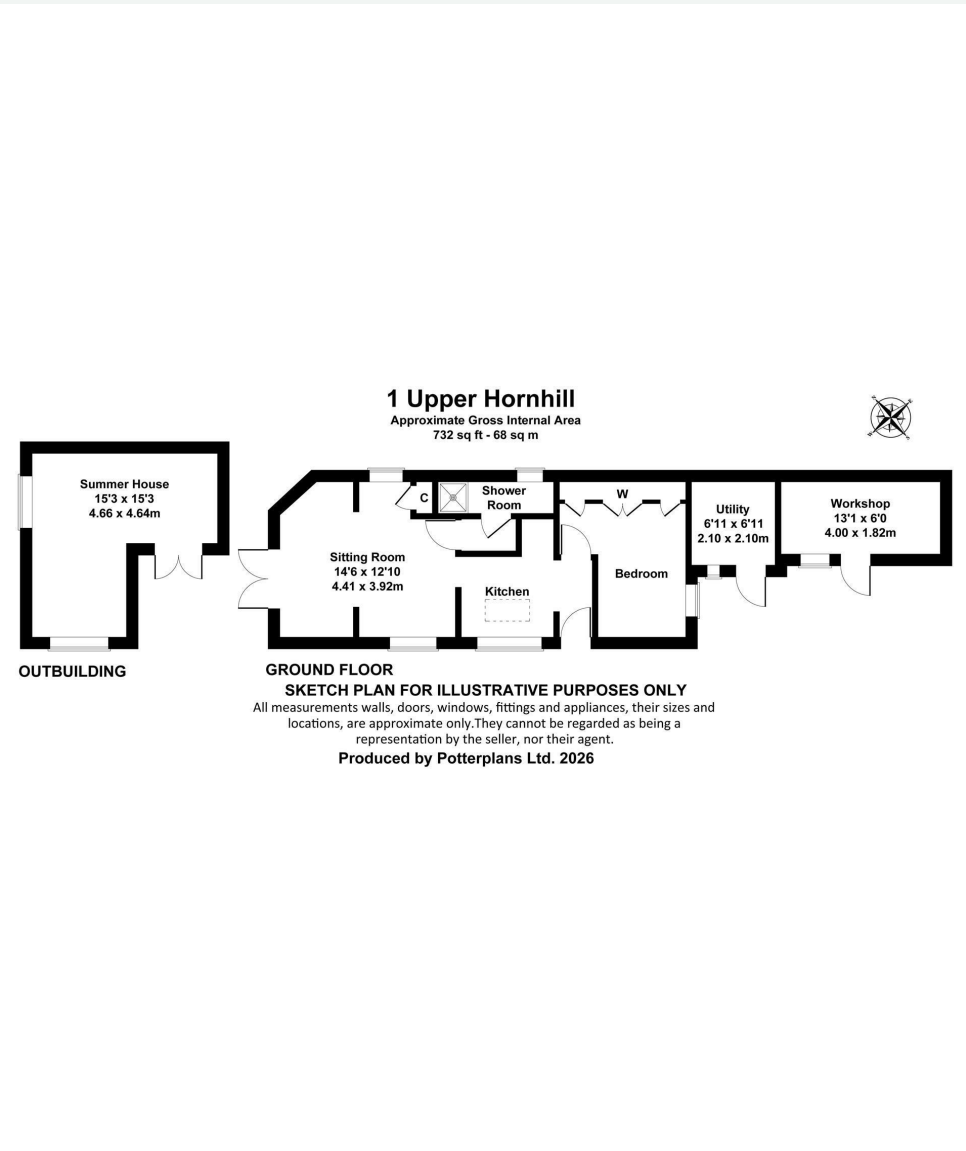 1 Upper Hornhill
Approximate Gross Internal Area
732 sq ft - 68 sq m
Summer House
15'3 x 15'3
4.66 x 4.64m
C
Shower
Room
W
Utility
6'11 x 6'11
2.10 x 2.10m
Workshop
13'1 x 6'0
4.00 x 1.82m
Sitting Room
14'6 x 12'10
4.41 x 3.92m
Kitchen
Bedroom
OUTBUILDING
GROUND FLOOR
SKETCH PLAN FOR ILLUSTRATIVE PURPOSES ONLY
All measurements walls, doors, windows, fittings and appliances, their sizes and
locations, are approximate only.They cannot be regarded as being a
representation by the seller, nor their agent.
Produced by Potterplans Ltd. 2026